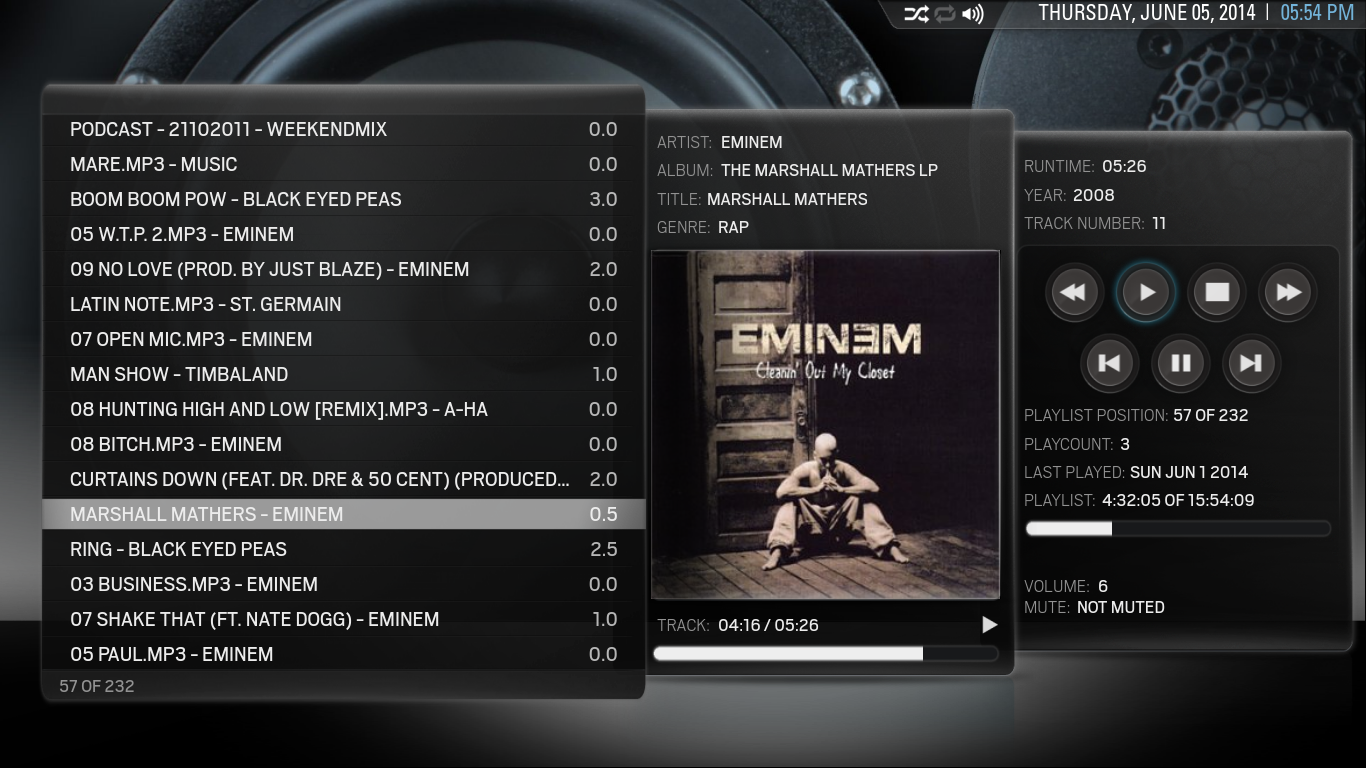 THURSDAY, JUNE 05, 2014 | 05:54 PM
PODCAST - 21102011 - WEEKENDMIX 0.0
MARE.MP3 - MUSIC 0.0
BOOM BOOM POW - BLACK EYED PEAS 3.0
05 W.T.P. 2.MP3 - EMINEM 0.0
09 NO LOVE (PROD. BY JUST BLAZE) - EMINEM 2.0
LATIN NOTE.MP3 - ST. GERMAIN 0.0
07 OPEN MIC.MP3 - EMINEM 0.0
MAN SHOW - TIMBALAND 1.0
08 HUNTING HIGH AND LOW [REMIX].MP3 - A-HA 0.0
08 BITCH.MP3 - EMINEM 0.0
CURTAINS DOWN (FEAT. DR. DRE & 50 CENT) (PRODUCED... 2.0
MARSHALL MATHERS - EMINEM 0.5
RING - BLACK EYED PEAS 2.5
03 BUSINESS.MP3 - EMINEM 0.0
07 SHAKE THAT (FT. NATE DOGG) - EMINEM 1.0
05 PAUL.MP3 - EMINEM 0.0
57 OF 232
ARTIST: EMINEM
ALBUM: THE MARSHALL MATHERS LP
TITLE: MARSHALL MATHERS
GENRE: RAP
EMINEM
Cleanin' Out My Closet
TRACK: 04:16 / 05:26
RUNTIME: 05:26
YEAR: 2008
TRACK NUMBER: 11
PLAYLIST POSITION: 57 OF 232
PLAYCOUNT: 3
LAST PLAYED: SUN JUN 1 2014
PLAYLIST: 4:32:05 OF 15:54:09
VOLUME: 6
MUTE: NOT MUTED